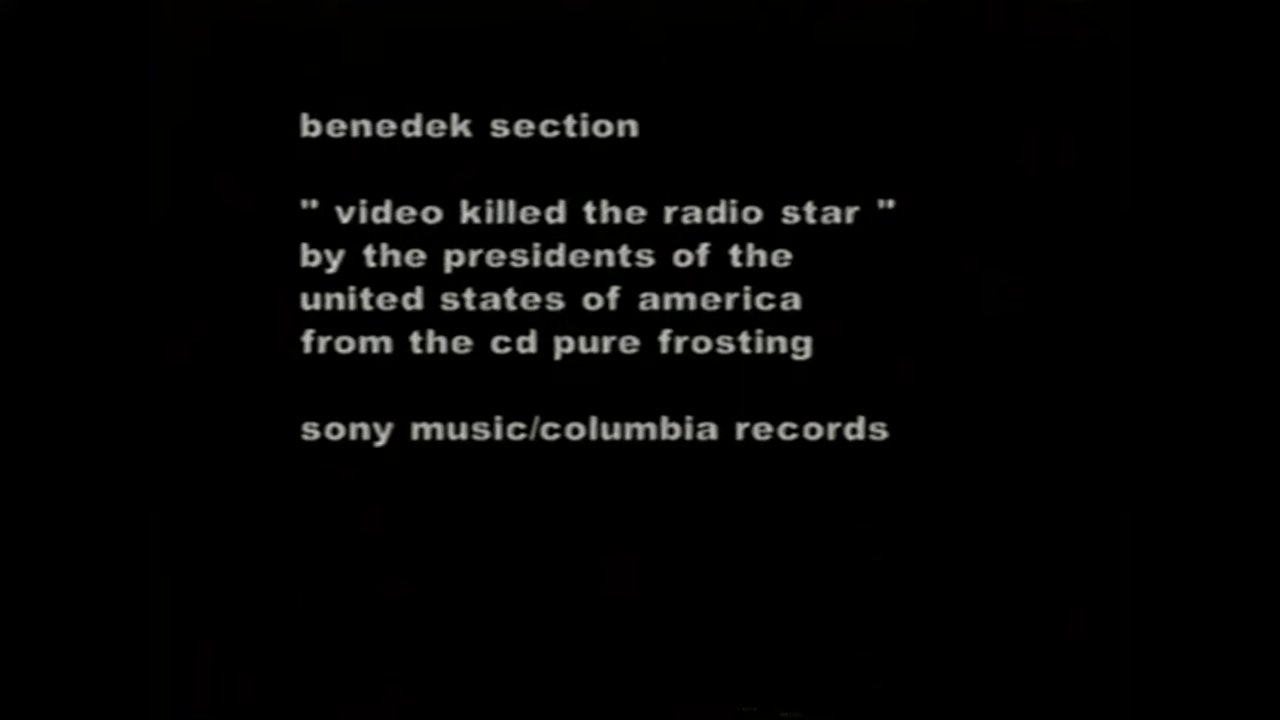 benedek section
" video killed the radio star "
by the presidents of the
united states of america
from the cd pure frosting
sony music/columbia records